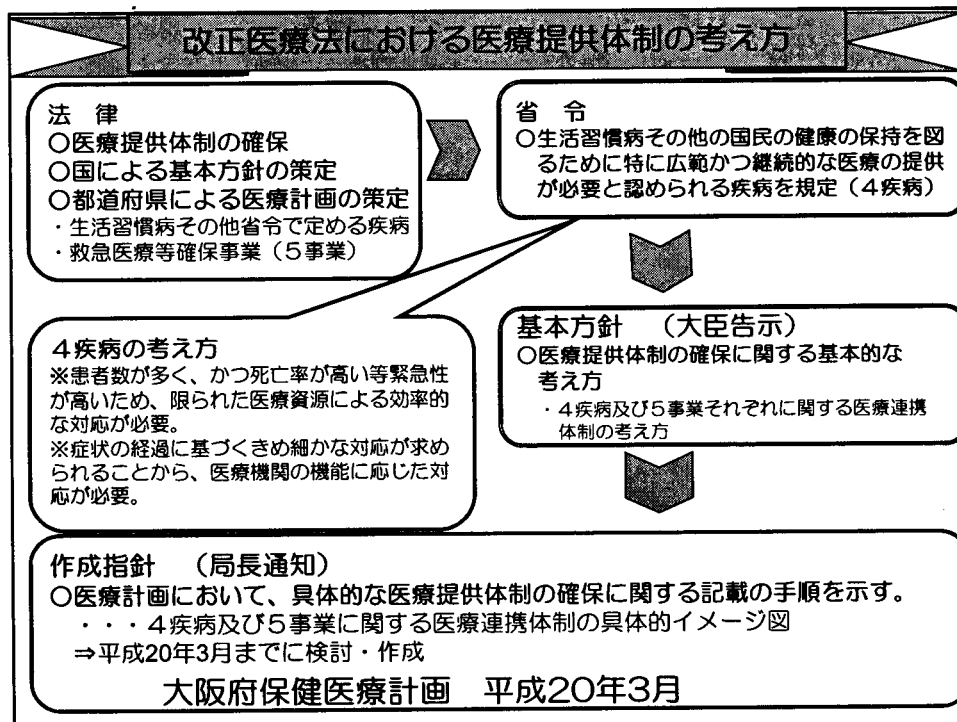 改正医療法における医療提供体制の考え方
法 律
○医療提供体制の確保
○国による基本方針の策定
○都道府県による医療計画の策定
・生活習慣病その他省令で定める疾病
・救急医療等確保事業（５事業）
省 令
○生活習慣病その他の国民の健康の保持を図
るために特に広範かつ継続的な医療の提供
が必要と認められる疾病を規定（４疾病）
４疾病の考え方
※患者数が多く、かつ死亡率が高い等緊急性
が高いため、限られた医療資源による効率的
な対応が必要。
※症状の経過に基づくきめ細かな対応が求め
られることから、医療機関の機能に応じた対
応が必要。
基本方針 （大臣告示）
○医療提供体制の確保に関する基本的な
考え方
・４疾病及び５事業それぞれに関する医療連携
体制の考え方
作成指針 （局長通知）
○医療計画において、具体的な医療提供体制の確保に関する記載の手順を示す。
・・・４疾病及び５事業に関する医療連携体制の具体的イメージ図
⇒平成20年3月までに検討・作成
大阪府保健医療計画 平成20年3月